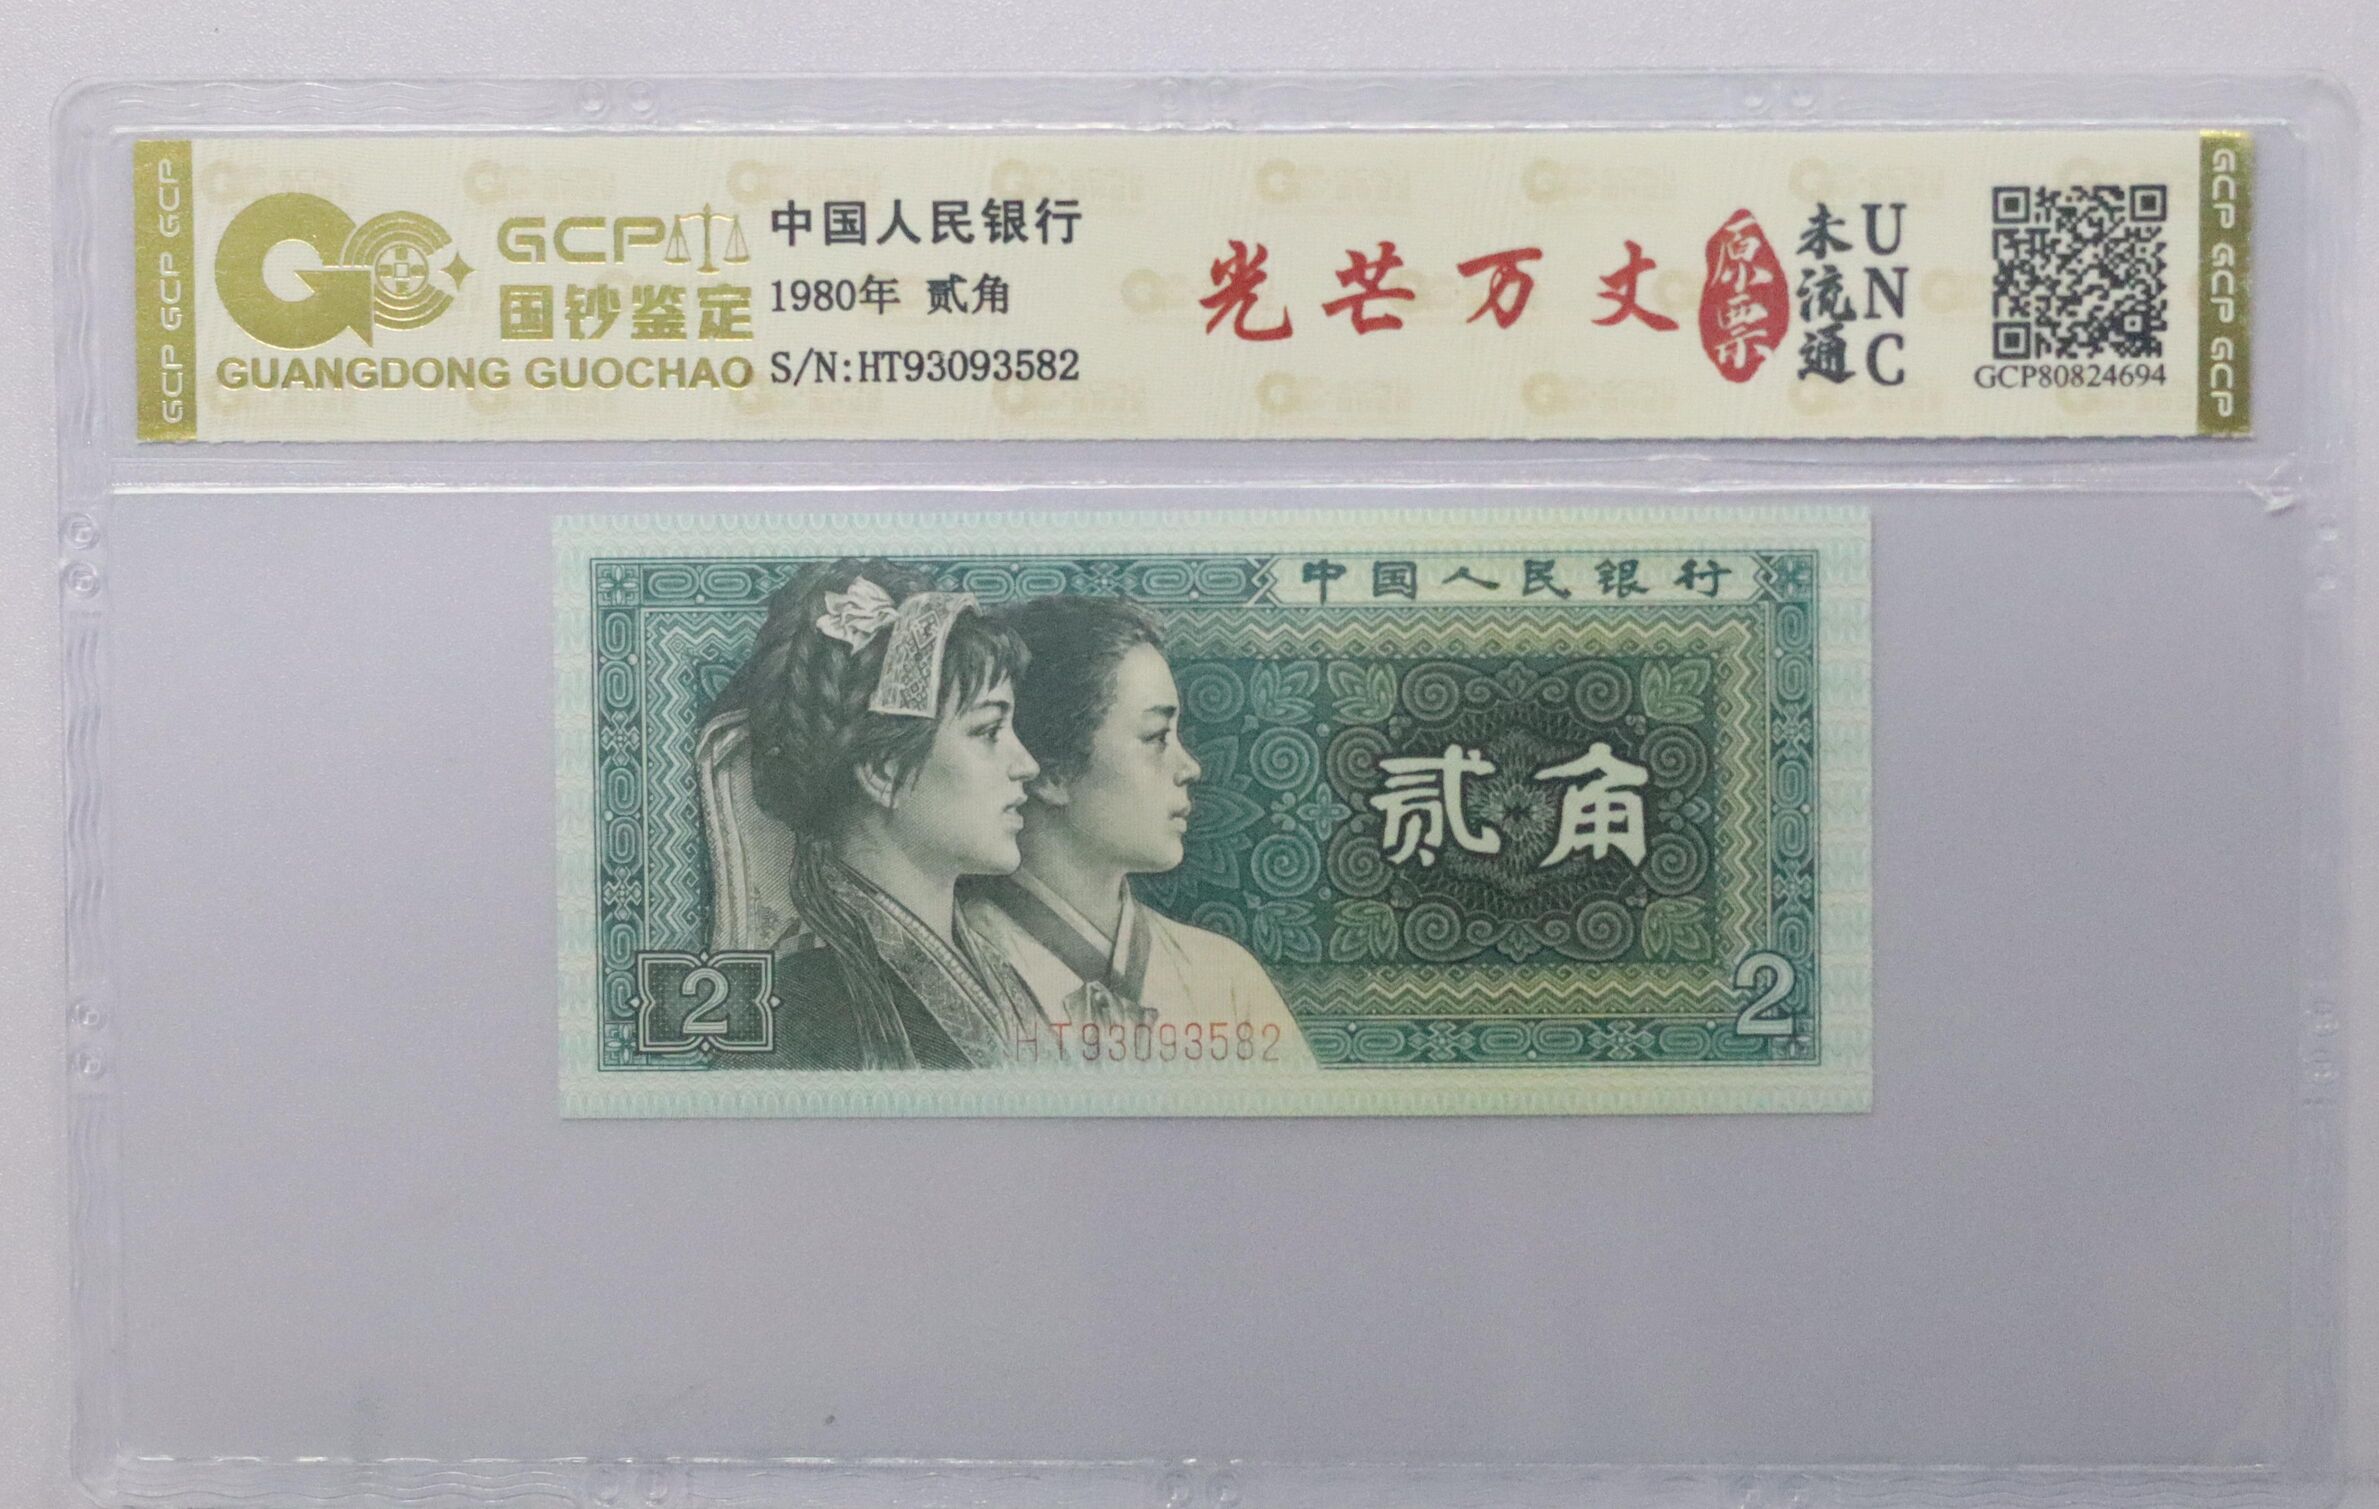 GCP GCP GCP
GCP
国钞鉴定
GUANGDONG GUOCHAO
中国人民银行
1980年 贰角
S/N:HT93093582
光芒万丈
原票
未流通
UNC
GCP80824694
GCP GCP GCP
中国人民银行
贰角
2
2
HT93093582